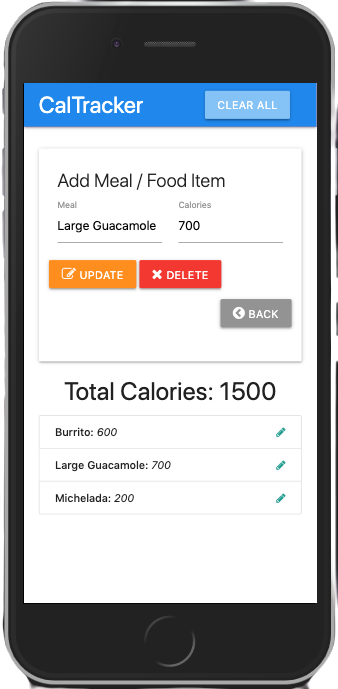 CalTracker CLEAR ALL
Add Meal / Food Item
Meal Calories
Large Guacamole 700
UPDATE DELETE
BACK
Total Calories: 1500
Burrito: 600
Large Guacamole: 700
Michelada: 200